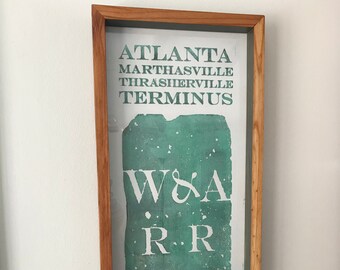 ATLANTA
MARTHASVILLE
THRASHERVILLE
TERMINUS
W&A
R R